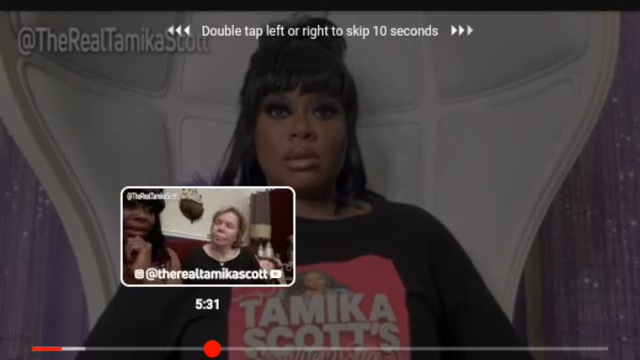 Double tap left or right to skip 10 seconds
@TheRealTamikaScott
@TheRealTamikaScott
@therealtamikascott
5:31
TAMIKA
SCOTT'S